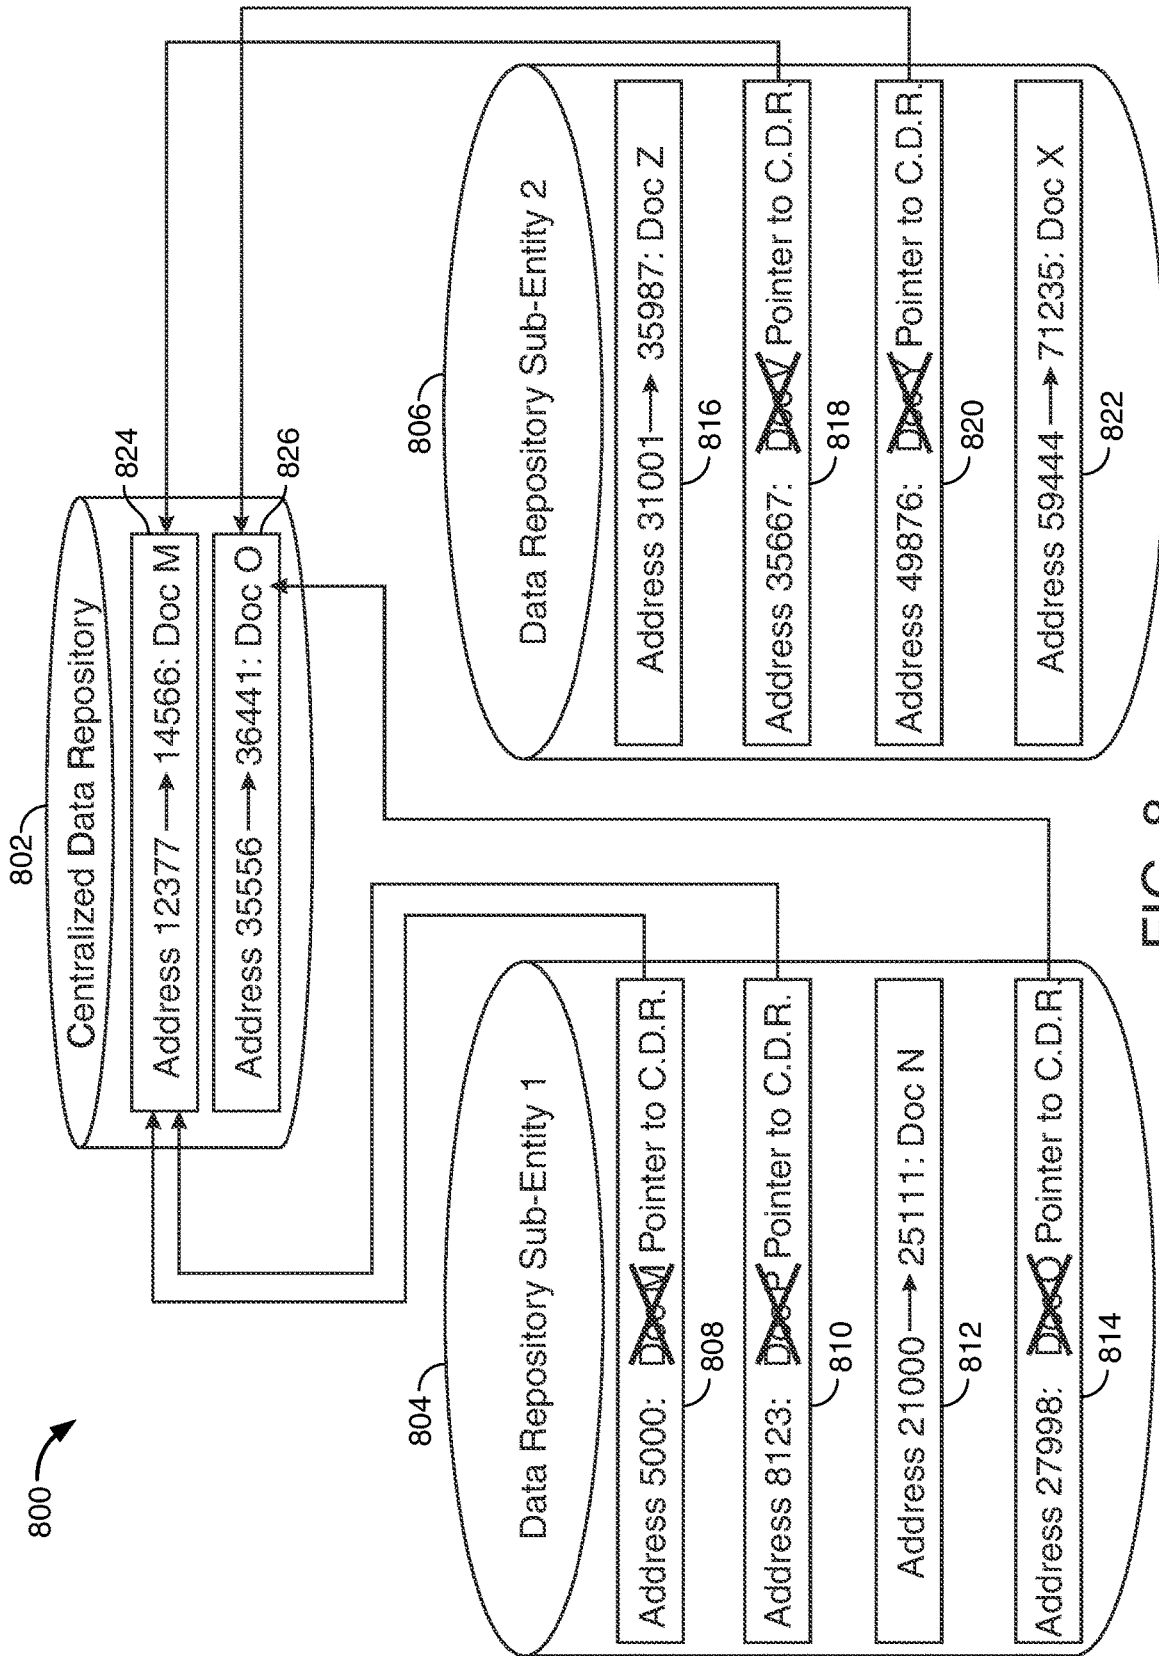 800
802
Centralized Data Repository
824
Address 12377 → 14566: Doc M
Address 35556 → 36441: Doc O
826
804
Data Repository Sub-Entity 1
Address 5000: Doc M Pointer to C.D.R.
808
Address 8123: Doc P Pointer to C.D.R.
810
Address 21000 → 25111: Doc N
812
Address 27998: Doc O Pointer to C.D.R.
814
806
Data Repository Sub-Entity 2
Address 31001 → 35987: Doc Z
816
Address 35667: Doc V Pointer to C.D.R.
818
Address 49876: Doc Y Pointer to C.D.R.
820
Address 59444 → 71235: Doc X
822
FIG. 8